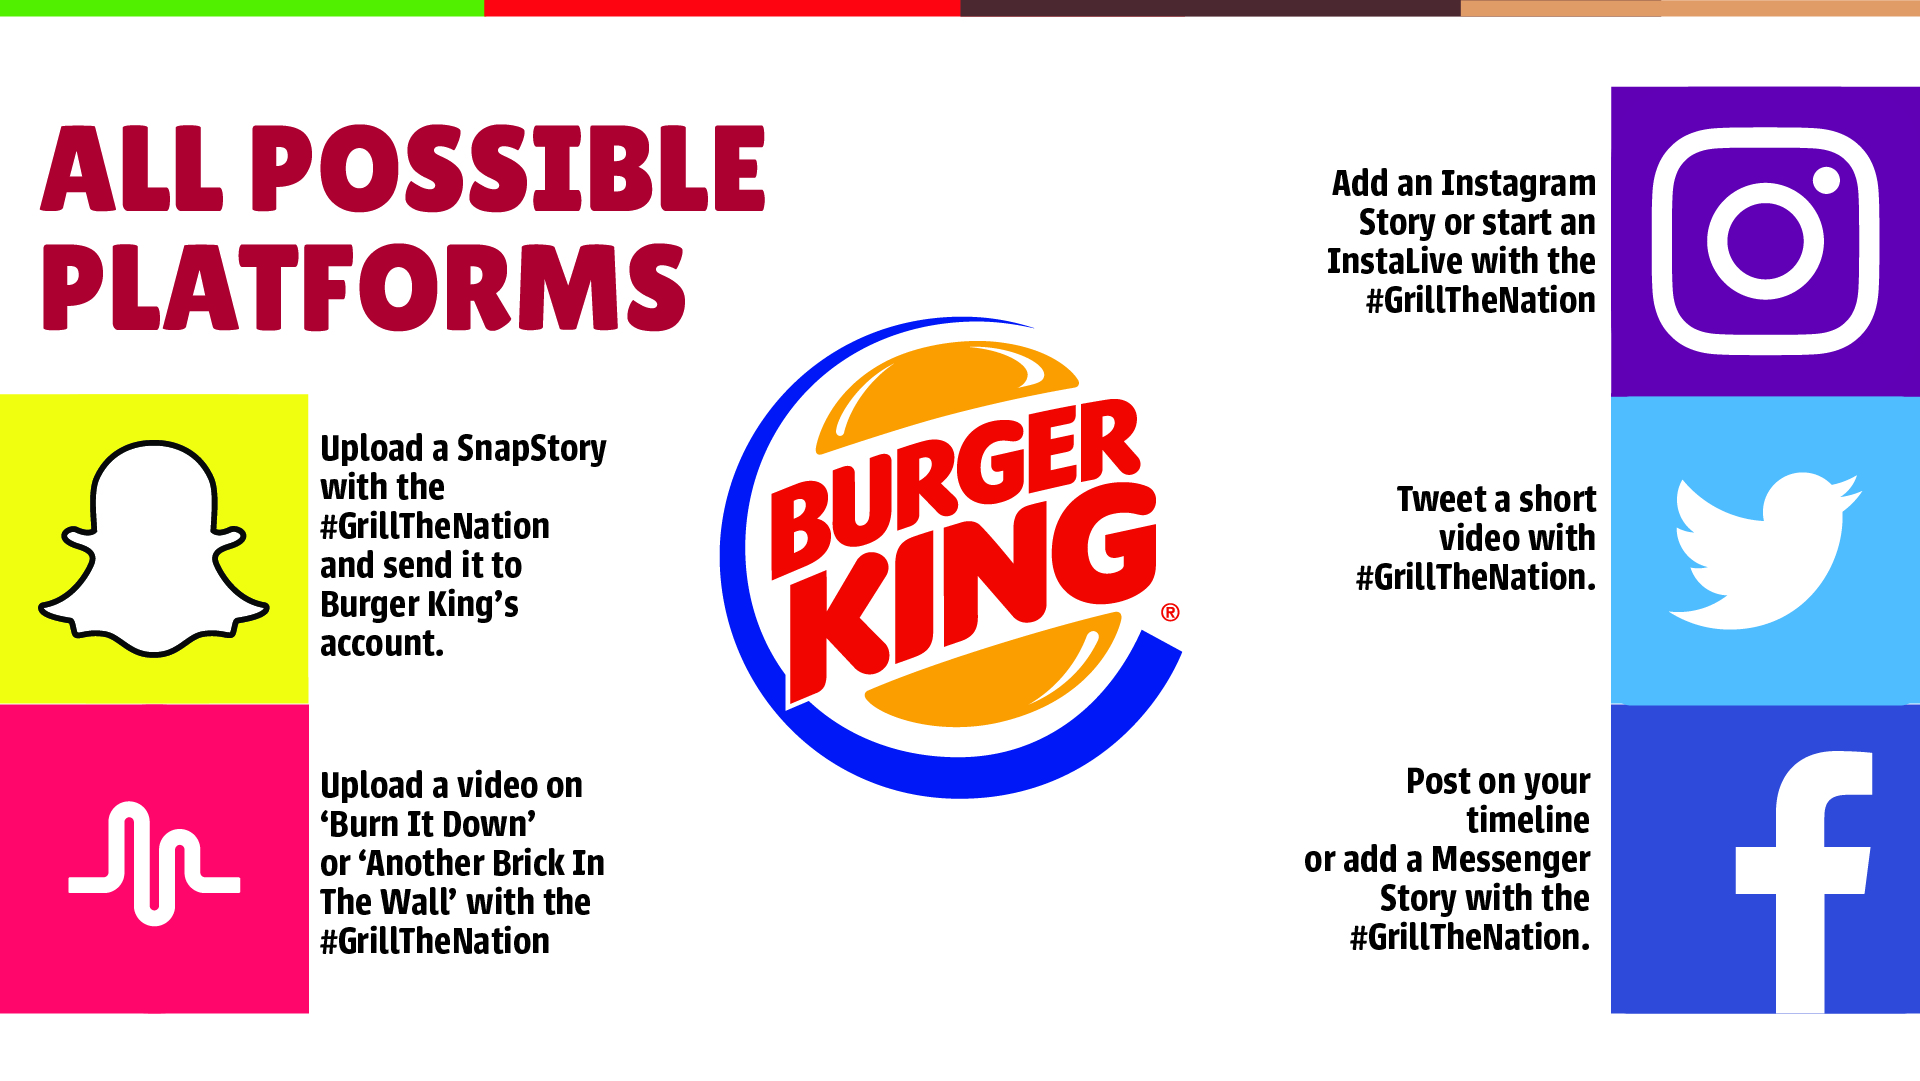 ALL POSSIBLE
PLATFORMS
Upload a SnapStory
with the
#GrillTheNation
and send it to
Burger King’s
account.
Upload a video on
‘Burn It Down’
or ‘Another Brick In
The Wall’ with the
#GrillTheNation
BURGER
KING
®
Add an Instagram
Story or start an
InstaLive with the
#GrillTheNation
Tweet a short
video with
#GrillTheNation.
Post on your
timeline
or add a Messenger
Story with the
#GrillTheNation.